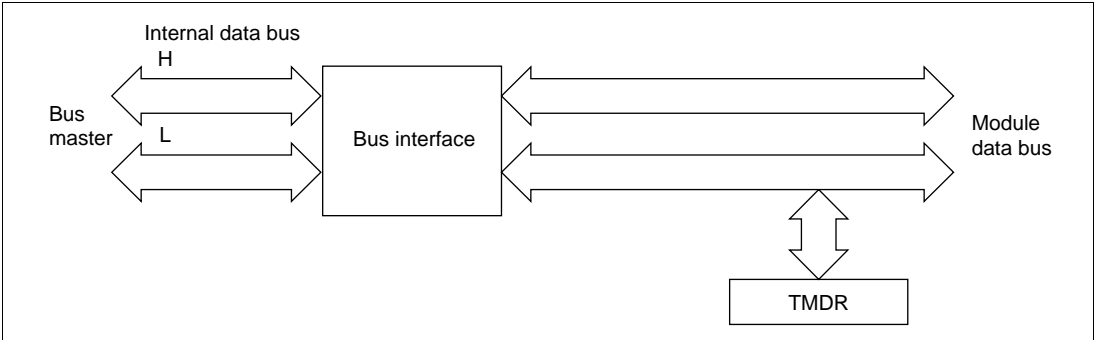 Internal data bus
H
Bus
master
L
Bus interface
Module
data bus
TMDR